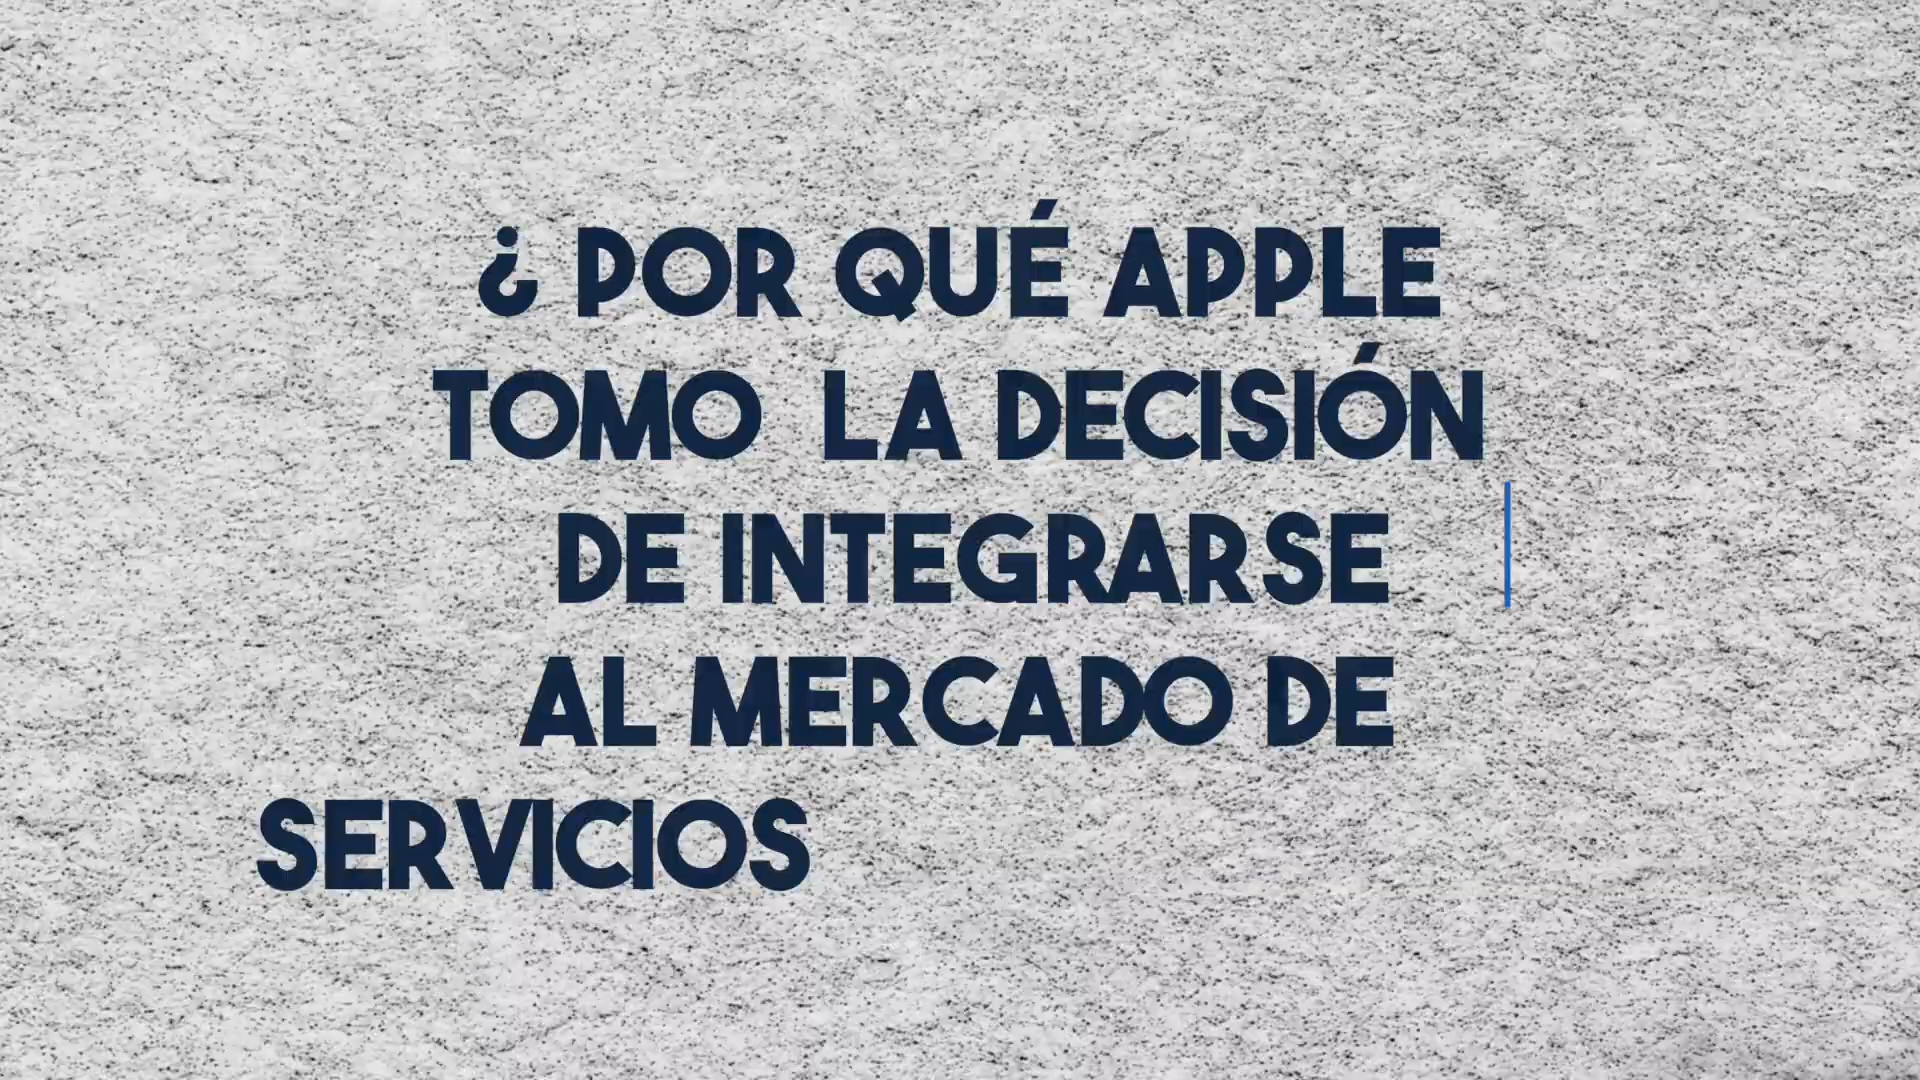 ¿ POR QUÉ APPLE
TOMO LA DECISIÓN
DE INTEGRARSE
AL MERCADO DE
SERVICIOS